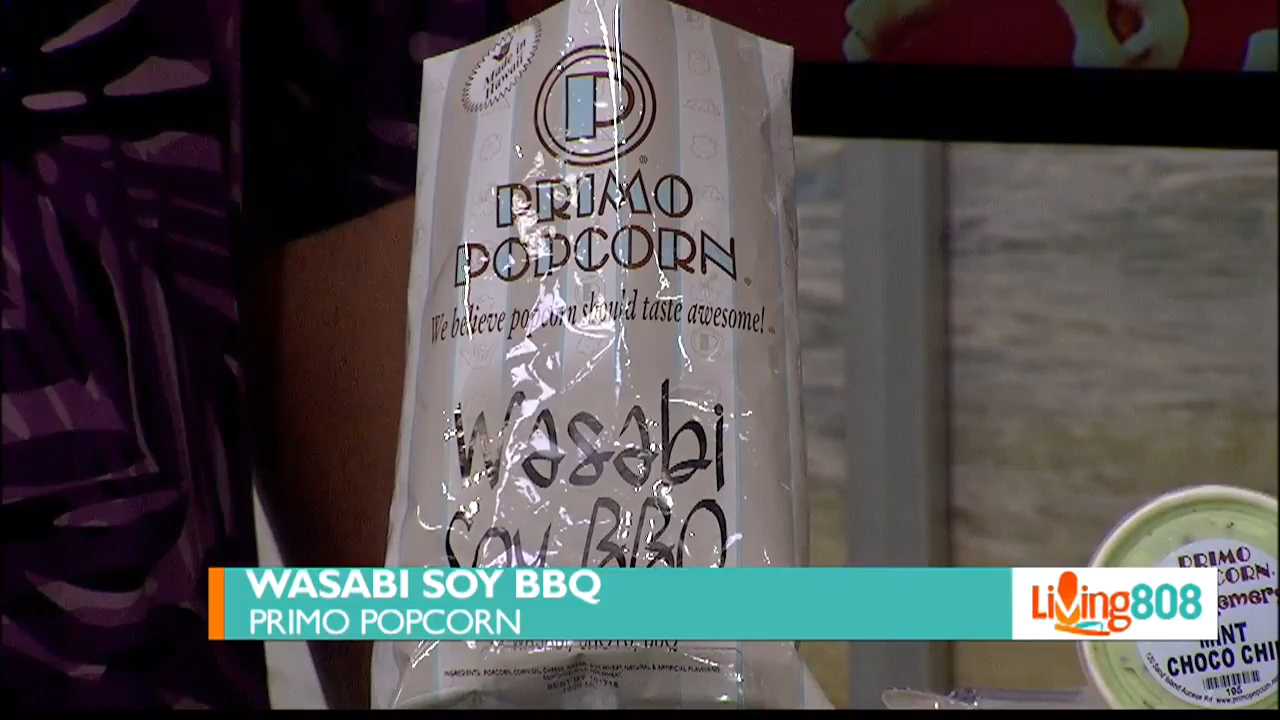 Made in
Hawaii
P
PRIMO
POPCORN
We believe popcorn should taste awesome!
Wasabi
Soy BBQ
WASABI SOY BBQ
PRIMO POPCORN
Living808
PRIMO
CORN
MINT
CHOCO CHI